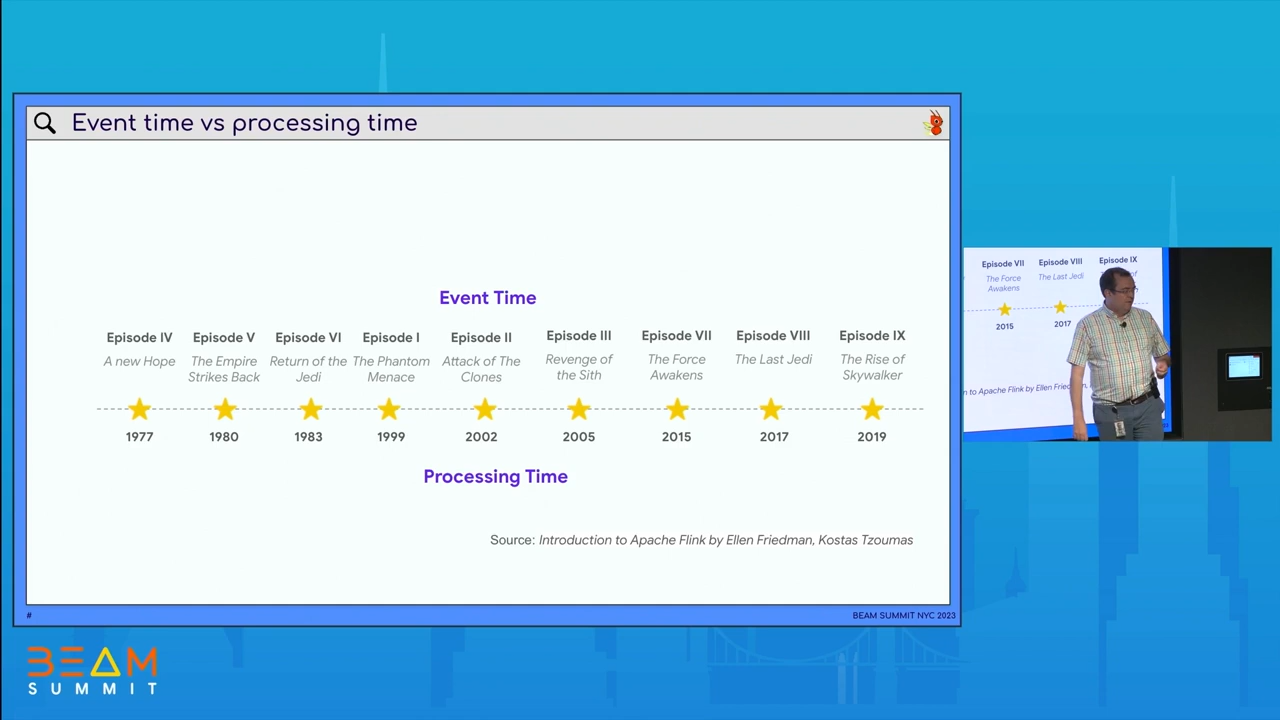 Event time vs processing time
Event Time
Episode IV Episode V Episode VI Episode I Episode II Episode III Episode VII Episode VIII Episode IX
A new Hope The Empire Return of the The Phantom Attack of The Revenge of The Force The Last Jedi The Rise of
Strikes Back Jedi Menace Clones the Sith Awakens Skywalker
1977 1980 1983 1999 2002 2005 2015 2017 2019
Processing Time
Source: Introduction to Apache Flink by Ellen Friedman, Kostas Tzoumas
# BEAM SUMMIT NYC 2023
Episode VII Episode VIII Episode IX
The Force The Last Jedi
Awakens
2015 2017
to Apache Flink by Ellen
BEAM
SUMMIT